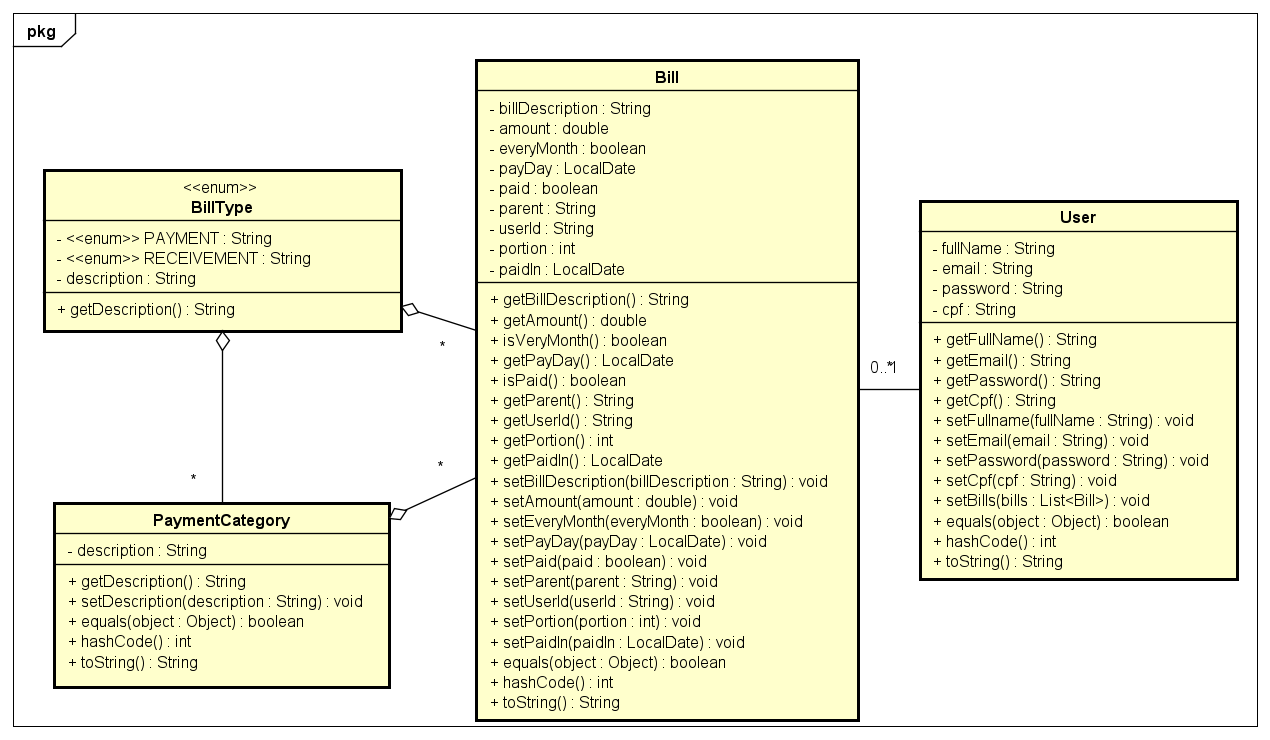 pkg
<<enum>>
BillType
- <<enum>> PAYMENT : String
- <<enum>> RECEIVEMENT : String
- description : String
+ getDescription() : String
*
*
PaymentCategory
- description : String
+ getDescription() : String
+ setDescription(description : String) : void
+ equals(object : Object) : boolean
+ hashCode() : int
+ toString() : String
*
Bill
- billDescription : String
- amount : double
- everyMonth : boolean
- payDay : LocalDate
- paid : boolean
- parent : String
- userId : String
- portion : int
- paidIn : LocalDate
+ getBillDescription() : String
+ getAmount() : double
+ isVeryMonth() : boolean
+ getPayDay() : LocalDate
+ isPaid() : boolean
+ getParent() : String
+ getUserId() : String
+ getPortion() : int
+ getPaidIn() : LocalDate
+ setBillDescription(billDescription : String) : void
+ setAmount(amount : double) : void
+ setEveryMonth(everyMonth : boolean) : void
+ setPayDay(payDay : LocalDate) : void
+ setPaid(paid : boolean) : void
+ setParent(parent : String) : void
+ setUserId(userId : String) : void
+ setPortion(portion : int) : void
+ setPaidIn(paidIn : LocalDate) : void
+ equals(object : Object) : boolean
+ hashCode() : int
+ toString() : String
User
- fullName : String
- email : String
- password : String
- cpf : String
+ getFullName() : String
+ getEmail() : String
+ getPassword() : String
+ getCpf() : String
+ setFullname(fullName : String) : void
+ setEmail(email : String) : void
+ setPassword(password : String) : void
+ setCpf(cpf : String) : void
+ setBills(bills : List<Bill>) : void
+ equals(object : Object) : boolean
+ hashCode() : int
+ toString() : String